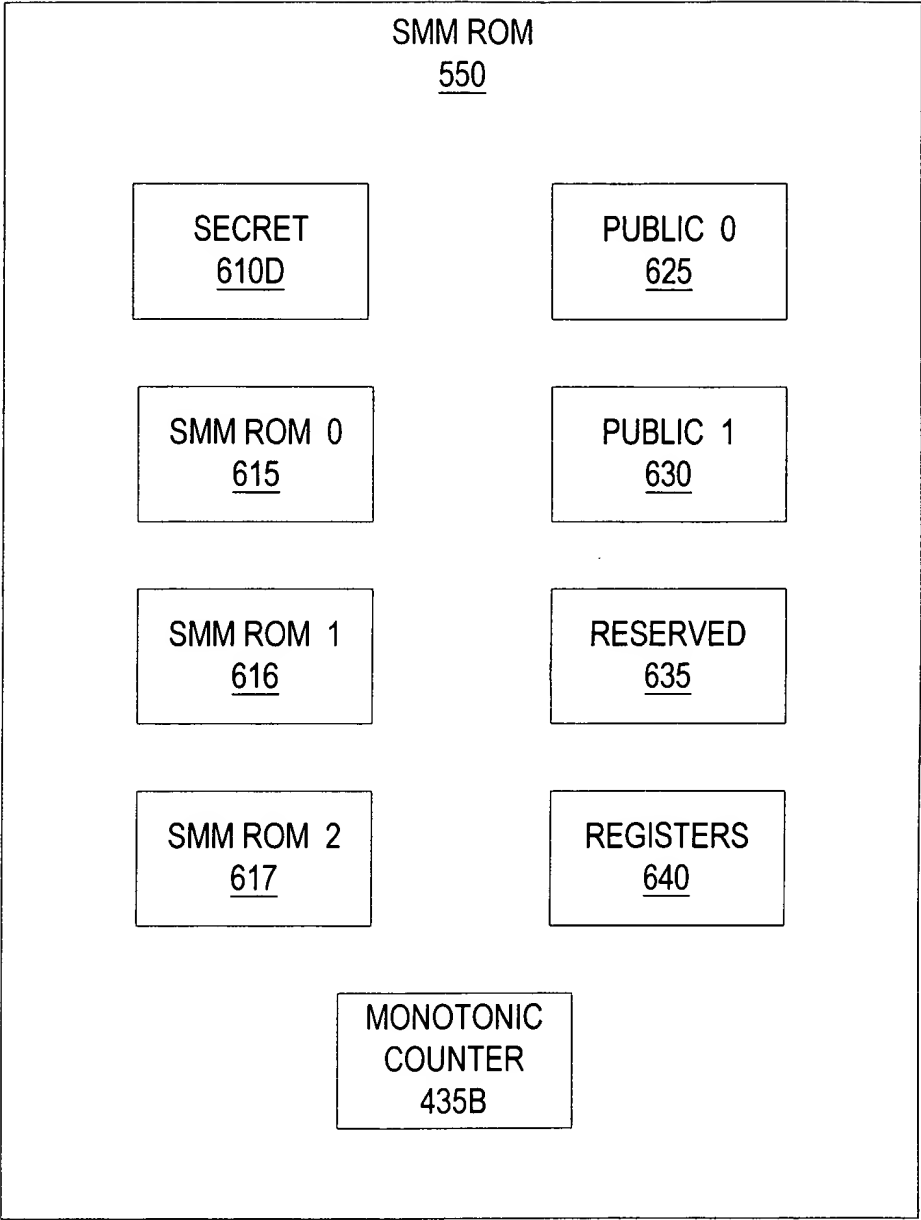 SMM ROM
550
SECRET
610D
PUBLIC 0
625
SMM ROM 0
615
PUBLIC 1
630
SMM ROM 1
616
RESERVED
635
SMM ROM 2
617
REGISTERS
640
MONOTONIC
COUNTER
435B